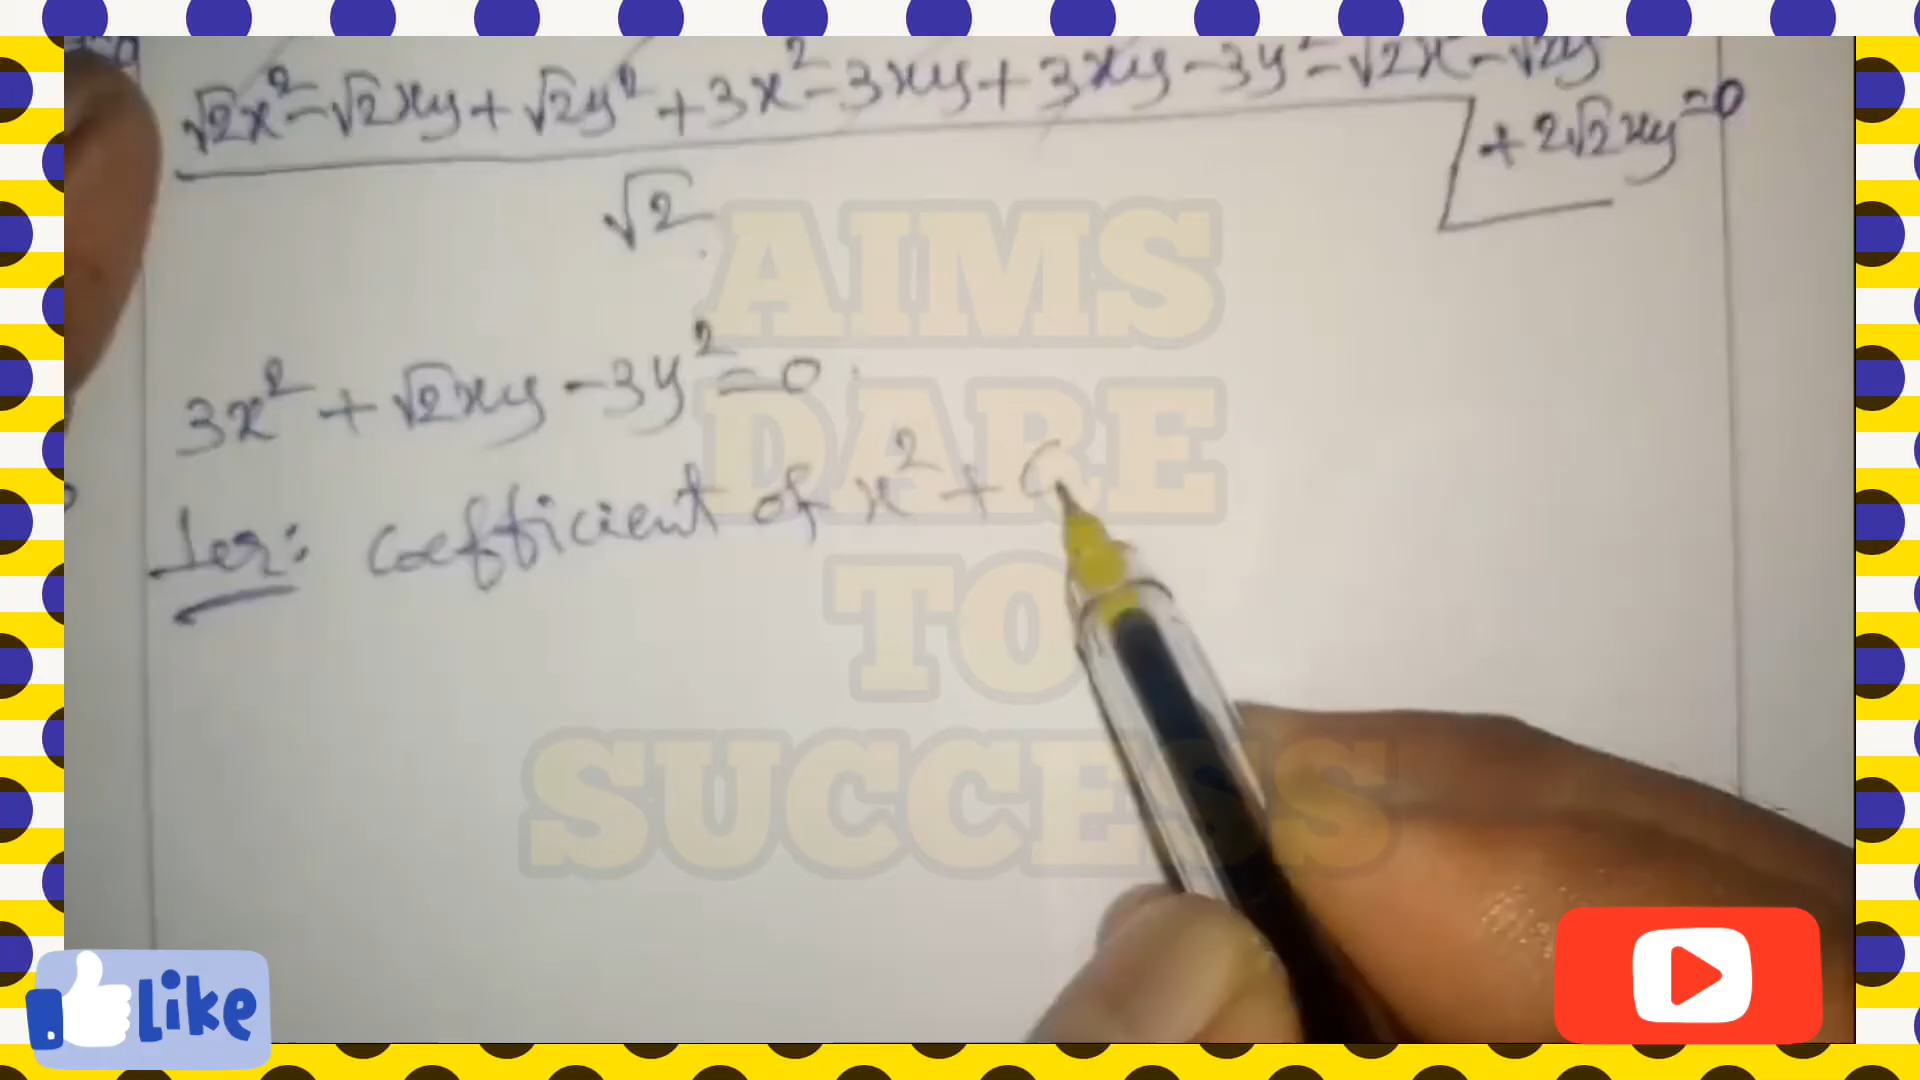 √2x² - √2xy + √2y² + 3x² - 3xy + 3xy - 3y² - √2x² - √2y²
+ 2√2xy = 0
√2
3x² + √2xy - 3y² = 0
Ier: coefficient of x² + C
AIMS
DARE
TO
SUCCESS
Like